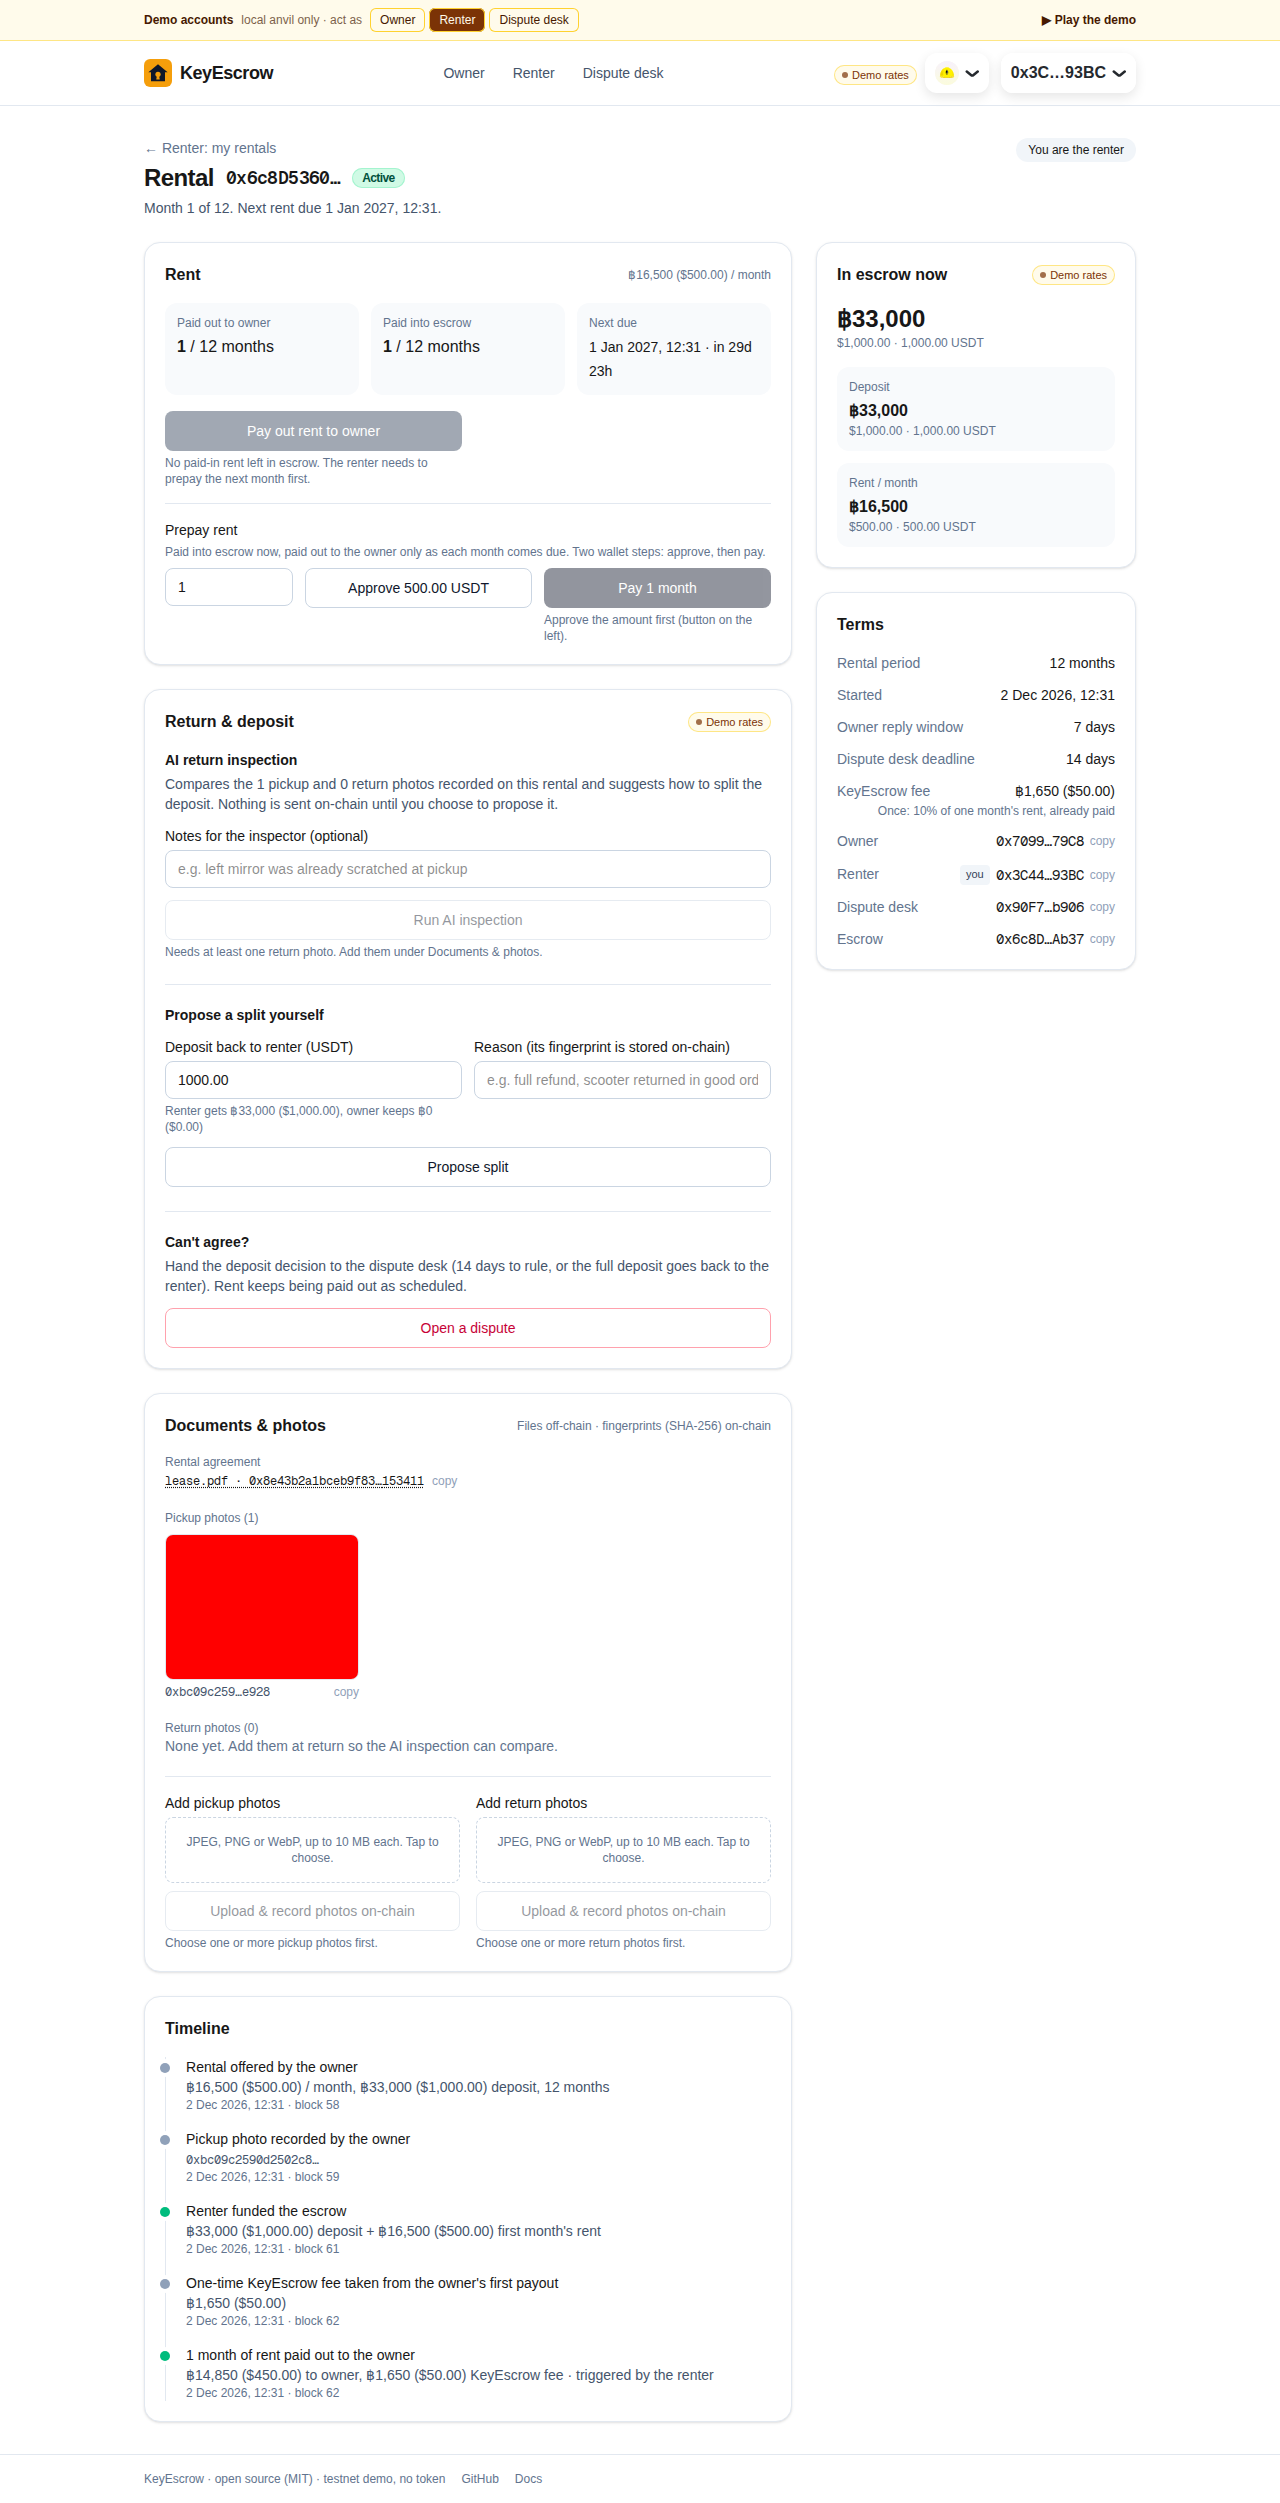 Demo accounts local anvil only · act as Owner Renter Dispute desk ▶ Play the demo
KeyEscrow Owner Renter Dispute desk Demo rates 0x3C…93BC
← Renter: my rentals You are the renter
Rental 0x6c8D5360… Active
Month 1 of 12. Next rent due 1 Jan 2027, 12:31.
Rent ฿16,500 ($500.00) / month
Paid out to owner
1 / 12 months
Paid into escrow
1 / 12 months
Next due
1 Jan 2027, 12:31 · in 29d
23h
Pay out rent to owner
No paid-in rent left in escrow. The renter needs to
prepay the next month first.
Prepay rent
Paid into escrow now, paid out to the owner only as each month comes due. Two wallet steps: approve, then pay.
1 Approve 500.00 USDT Pay 1 month
Approve the amount first (button on the
left).
In escrow now Demo rates
฿33,000
$1,000.00 · 1,000.00 USDT
Deposit
฿33,000
$1,000.00 · 1,000.00 USDT
Rent / month
฿16,500
$500.00 · 500.00 USDT
Terms
Rental period 12 months
Started 2 Dec 2026, 12:31
Owner reply window 7 days
Dispute desk deadline 14 days
KeyEscrow fee ฿1,650 ($50.00)
Once: 10% of one month's rent, already paid
Owner 0x7099…79C8 copy
Renter you 0x3C44…93BC copy
Dispute desk 0x90F7…b906 copy
Escrow 0x6c8D…Ab37 copy
Return & deposit Demo rates
AI return inspection
Compares the 1 pickup and 0 return photos recorded on this rental and suggests how to split the
deposit. Nothing is sent on-chain until you choose to propose it.
Notes for the inspector (optional)
e.g. left mirror was already scratched at pickup
Run AI inspection
Needs at least one return photo. Add them under Documents & photos.
Propose a split yourself
Deposit back to renter (USDT)
1000.00
Renter gets ฿33,000 ($1,000.00), owner keeps ฿0
($0.00)
Reason (its fingerprint is stored on-chain)
e.g. full refund, scooter returned in good ord
Propose split
Can't agree?
Hand the deposit decision to the dispute desk (14 days to rule, or the full deposit goes back to the
renter). Rent keeps being paid out as scheduled.
Open a dispute
Documents & photos Files off-chain · fingerprints (SHA-256) on-chain
Rental agreement
lease.pdf · 0x8e43b2a1bceb9f83…153411 copy
Pickup photos (1)
0xbc09c259…e928 copy
Return photos (0)
None yet. Add them at return so the AI inspection can compare.
Add pickup photos
JPEG, PNG or WebP, up to 10 MB each. Tap to
choose.
Upload & record photos on-chain
Choose one or more pickup photos first.
Add return photos
JPEG, PNG or WebP, up to 10 MB each. Tap to
choose.
Upload & record photos on-chain
Choose one or more return photos first.
Timeline
Rental offered by the owner
฿16,500 ($500.00) / month, ฿33,000 ($1,000.00) deposit, 12 months
2 Dec 2026, 12:31 · block 58
Pickup photo recorded by the owner
0xbc09c2590d2502c8…
2 Dec 2026, 12:31 · block 59
Renter funded the escrow
฿33,000 ($1,000.00) deposit + ฿16,500 ($500.00) first month's rent
2 Dec 2026, 12:31 · block 61
One-time KeyEscrow fee taken from the owner's first payout
฿1,650 ($50.00)
2 Dec 2026, 12:31 · block 62
1 month of rent paid out to the owner
฿14,850 ($450.00) to owner, ฿1,650 ($50.00) KeyEscrow fee · triggered by the renter
2 Dec 2026, 12:31 · block 62
KeyEscrow · open source (MIT) · testnet demo, no token GitHub Docs